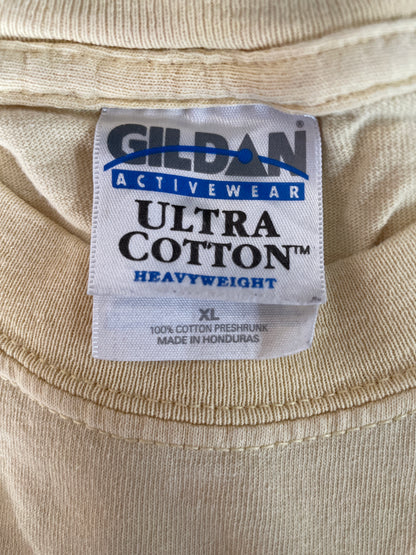 GILDAN®
ACTIVEWEAR
ULTRA
COTTON™
HEAVYWEIGHT
XL
100% COTTON PRESHRUNK
MADE IN HONDURAS